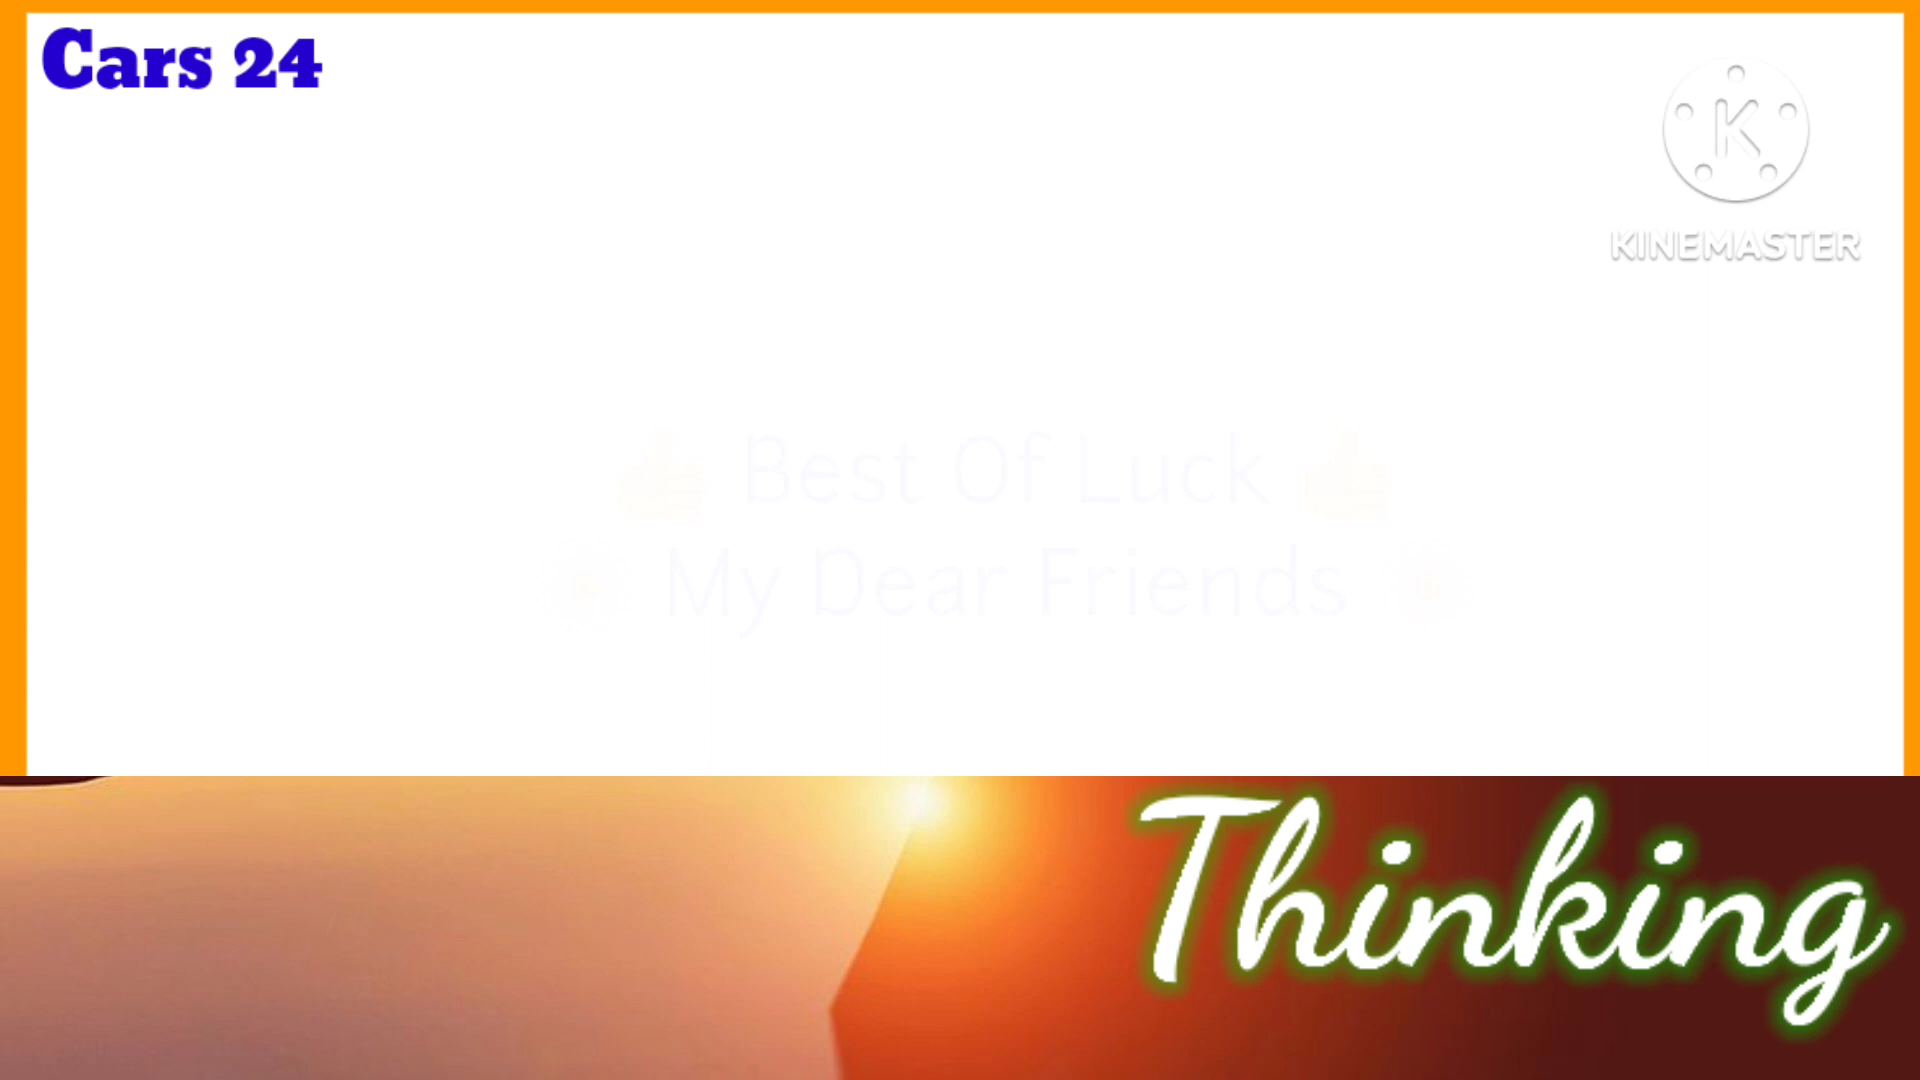 Cars 24
K
KINEMASTER
👍 Best Of Luck 👍
🌼 My Dear Friends 🌼
Thinking